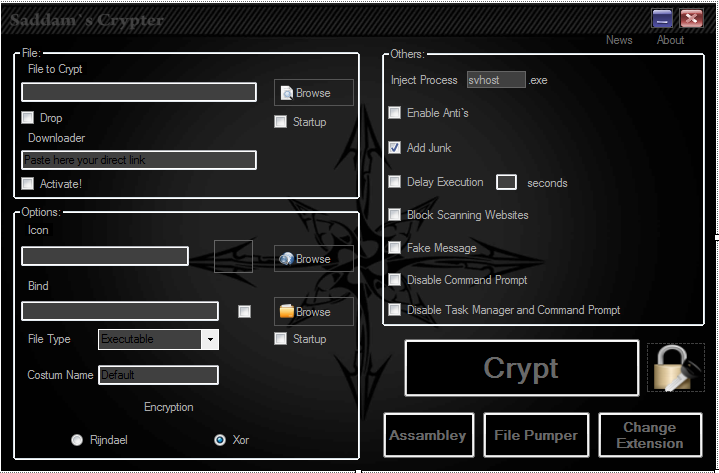 Saddam`s Crypter
News About
File:
File to Crypt
Browse
Drop
Startup
Downloader
Paste here your direct link
Activate!
Options:
Icon
Browse
Bind
Browse
File Type Executable
Startup
Costum Name Default
Encryption
Rijndael Xor
Others:
Inject Process svhost .exe
Enable Anti`s
Add Junk
Delay Execution seconds
Block Scanning Websites
Fake Message
Disable Command Prompt
Disable Task Manager and Command Prompt
Crypt
Assambley
File Pumper
Change
Extension